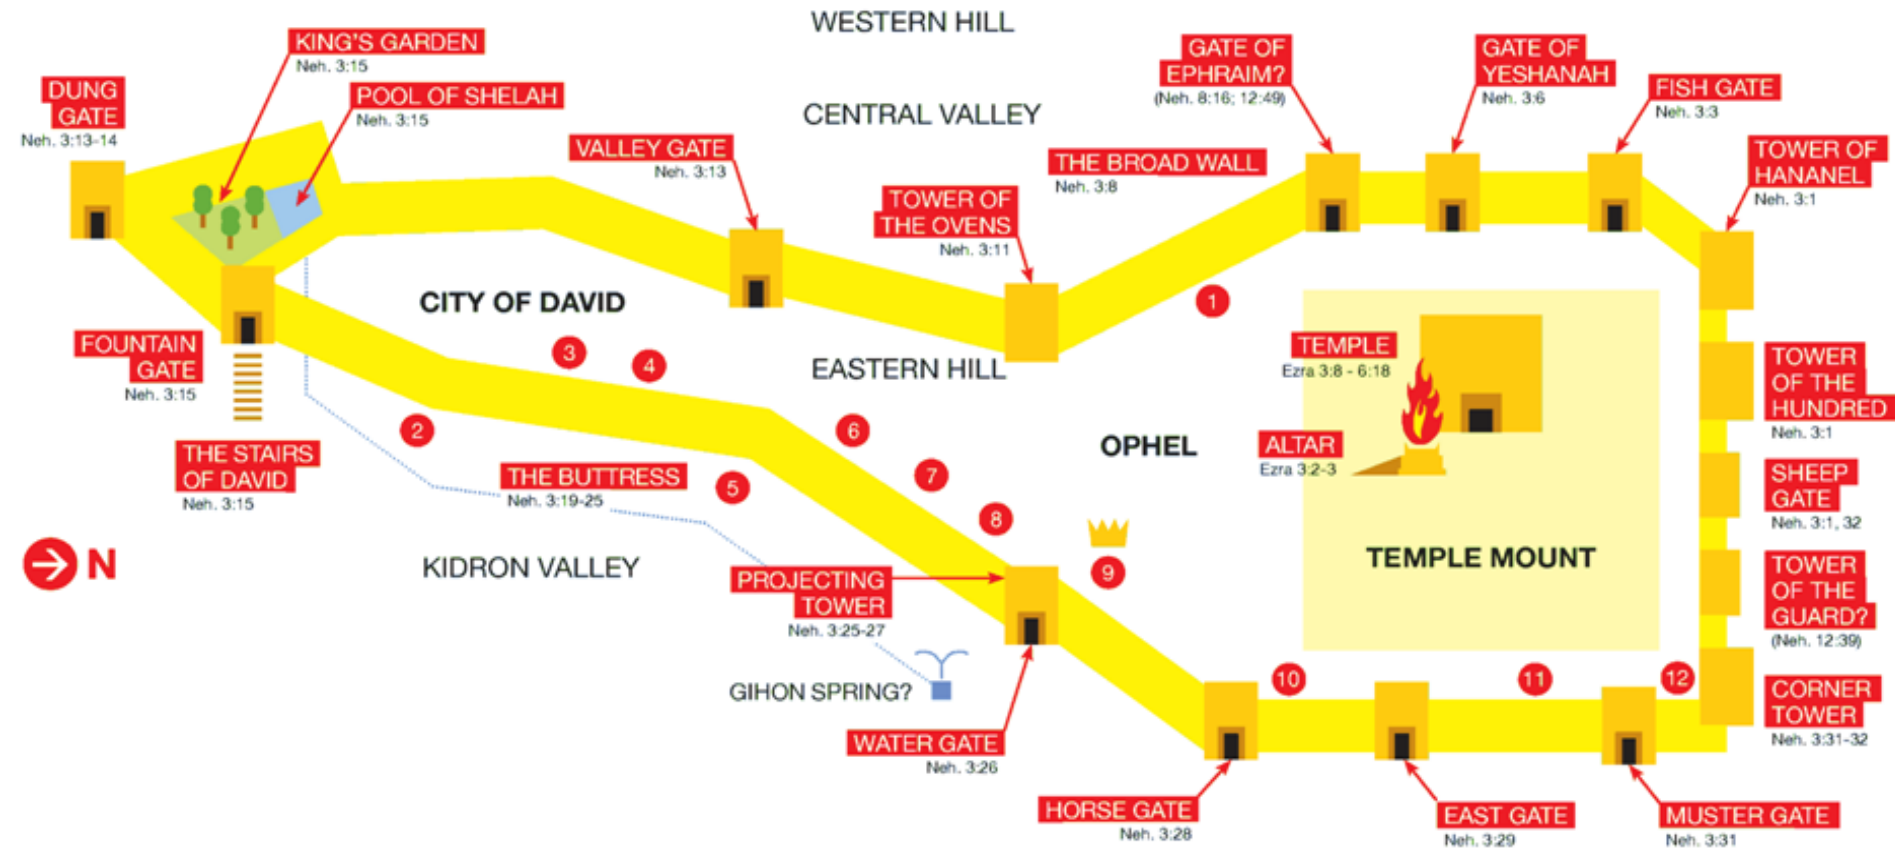 WESTERN HILL
KING'S GARDEN
Neh. 3:15
GATE OF
EPHRAIM?
(Neh. 8:16; 12:49)
GATE OF
YESHANAH
Neh. 3:6
FISH GATE
Neh. 3:3
DUNG
GATE
Neh. 3:13-14
POOL OF SHELAH
Neh. 3:15
CENTRAL VALLEY
VALLEY GATE
Neh. 3:13
THE BROAD WALL
Neh. 3:8
TOWER OF
HANANEL
Neh. 3:1
TOWER OF
THE OVENS
Neh. 3:11
CITY OF DAVID
1
FOUNTAIN
GATE
Neh. 3:15
3
4
EASTERN HILL
TEMPLE
Ezra 3:8 - 6:18
TOWER
OF THE
HUNDRED
Neh. 3:1
2
6
OPHEL
ALTAR
Ezra 3:2-3
THE STAIRS
OF DAVID
Neh. 3:15
THE BUTTRESS
Neh. 3:19-25
5
7
8
SHEEP
GATE
Neh. 3:1, 32
N
KIDRON VALLEY
PROJECTING
TOWER
Neh. 3:25-27
9
TEMPLE MOUNT
TOWER
OF THE
GUARD?
(Neh. 12:39)
GIHON SPRING?
10
11
12
CORNER
TOWER
Neh. 3:31-32
WATER GATE
Neh. 3:26
HORSE GATE
Neh. 3:28
EAST GATE
Neh. 3:29
MUSTER GATE
Neh. 3:31